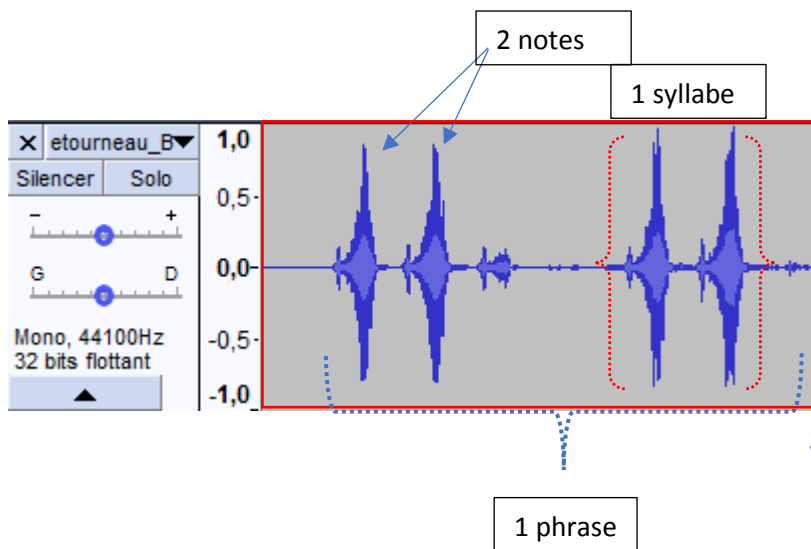 2 notes
1 syllabe
× etourneau_B▼
Silencer Solo
- +
G D
Mono, 44100Hz
32 bits flottant
1,0
0,5
0,0
-0,5
-1,0
1 phrase